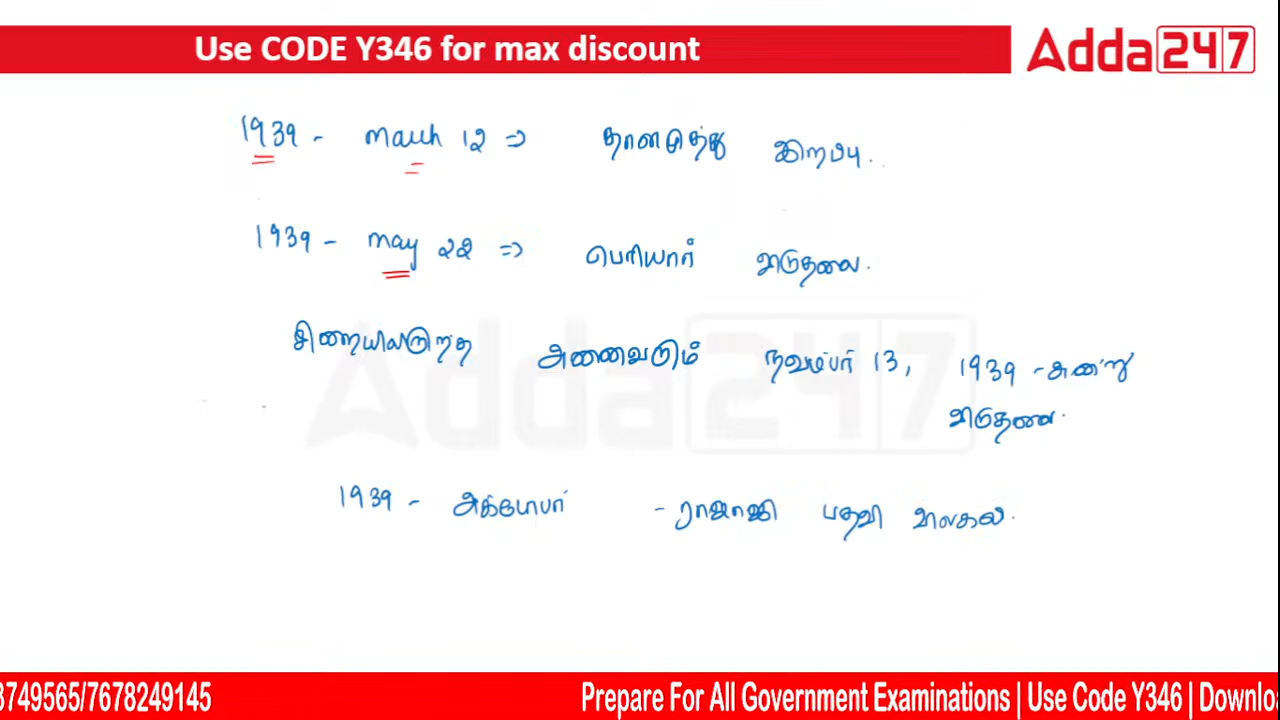 Use CODE Y346 for max discount
Adda247
1939 - March 12 => தாளமுத்து இறப்பு.
1939 - may 22 => பெரியார் விடுதலை.
சிறையிலிருந்த அனைவரும் நவம்பர் 13, 1939 - அன்று
விடுதலை.
1939 - அக்டோபர் - ராஜாஜி பதவி விலகல்.
Adda247
8749565/7678249145 Prepare For All Government Examinations | Use Code Y346 | Downlo